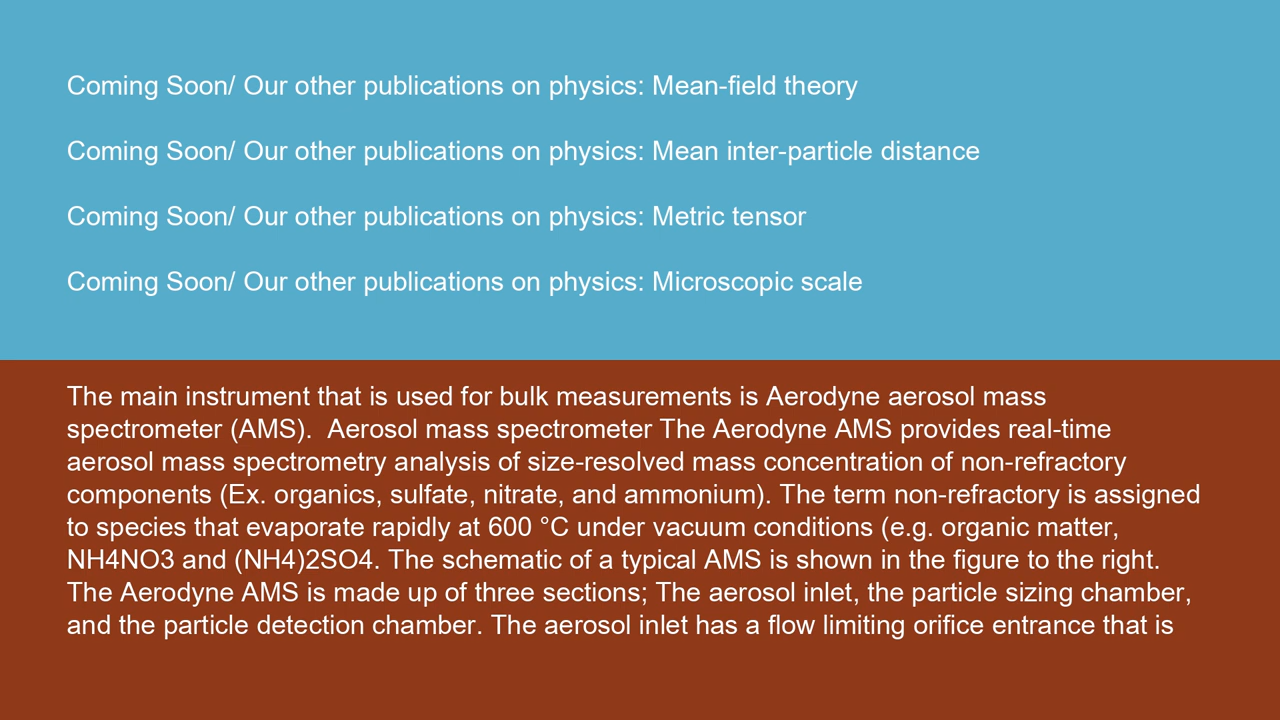 Coming Soon/ Our other publications on physics: Mean-field theory
Coming Soon/ Our other publications on physics: Mean inter-particle distance
Coming Soon/ Our other publications on physics: Metric tensor
Coming Soon/ Our other publications on physics: Microscopic scale
The main instrument that is used for bulk measurements is Aerodyne aerosol mass
spectrometer (AMS).  Aerosol mass spectrometer The Aerodyne AMS provides real-time
aerosol mass spectrometry analysis of size-resolved mass concentration of non-refractory
components (Ex. organics, sulfate, nitrate, and ammonium). The term non-refractory is assigned
to species that evaporate rapidly at 600 °C under vacuum conditions (e.g. organic matter,
NH4NO3 and (NH4)2SO4. The schematic of a typical AMS is shown in the figure to the right.
The Aerodyne AMS is made up of three sections; The aerosol inlet, the particle sizing chamber,
and the particle detection chamber. The aerosol inlet has a flow limiting orifice entrance that is